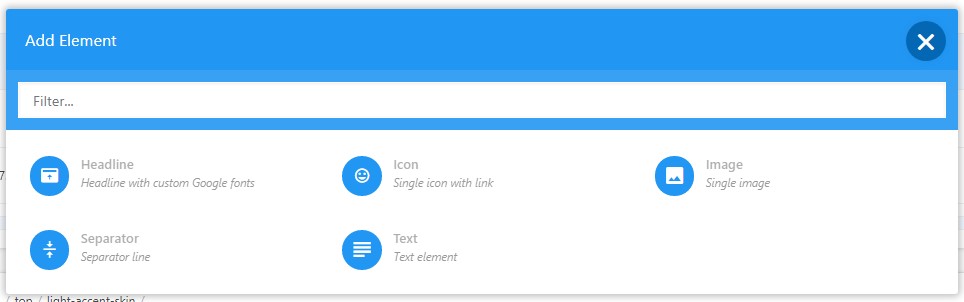 Add Element
Filter...
Headline
Headline with custom Google fonts
Icon
Single icon with link
Image
Single image
Separator
Separator line
Text
Text element
7
/ top / light-accent-skin /